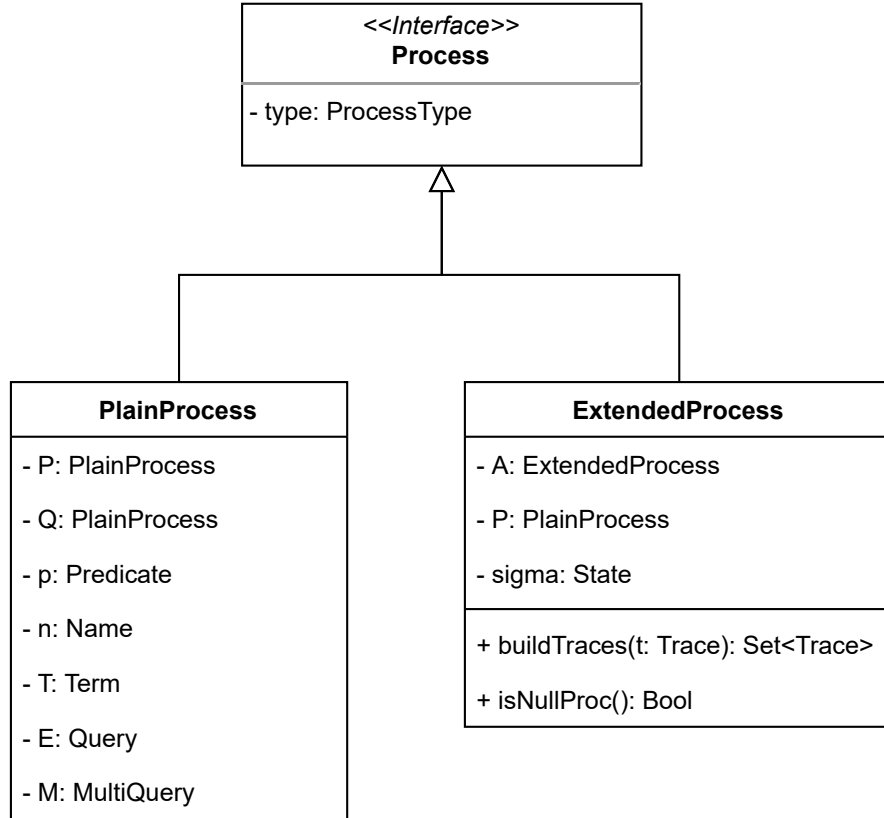 <<Interface>>
Process
- type: ProcessType
PlainProcess
- P: PlainProcess
- Q: PlainProcess
- p: Predicate
- n: Name
- T: Term
- E: Query
- M: MultiQuery
ExtendedProcess
- A: ExtendedProcess
- P: PlainProcess
- sigma: State
+ buildTraces(t: Trace): Set<Trace>
+ isNullProc(): Bool